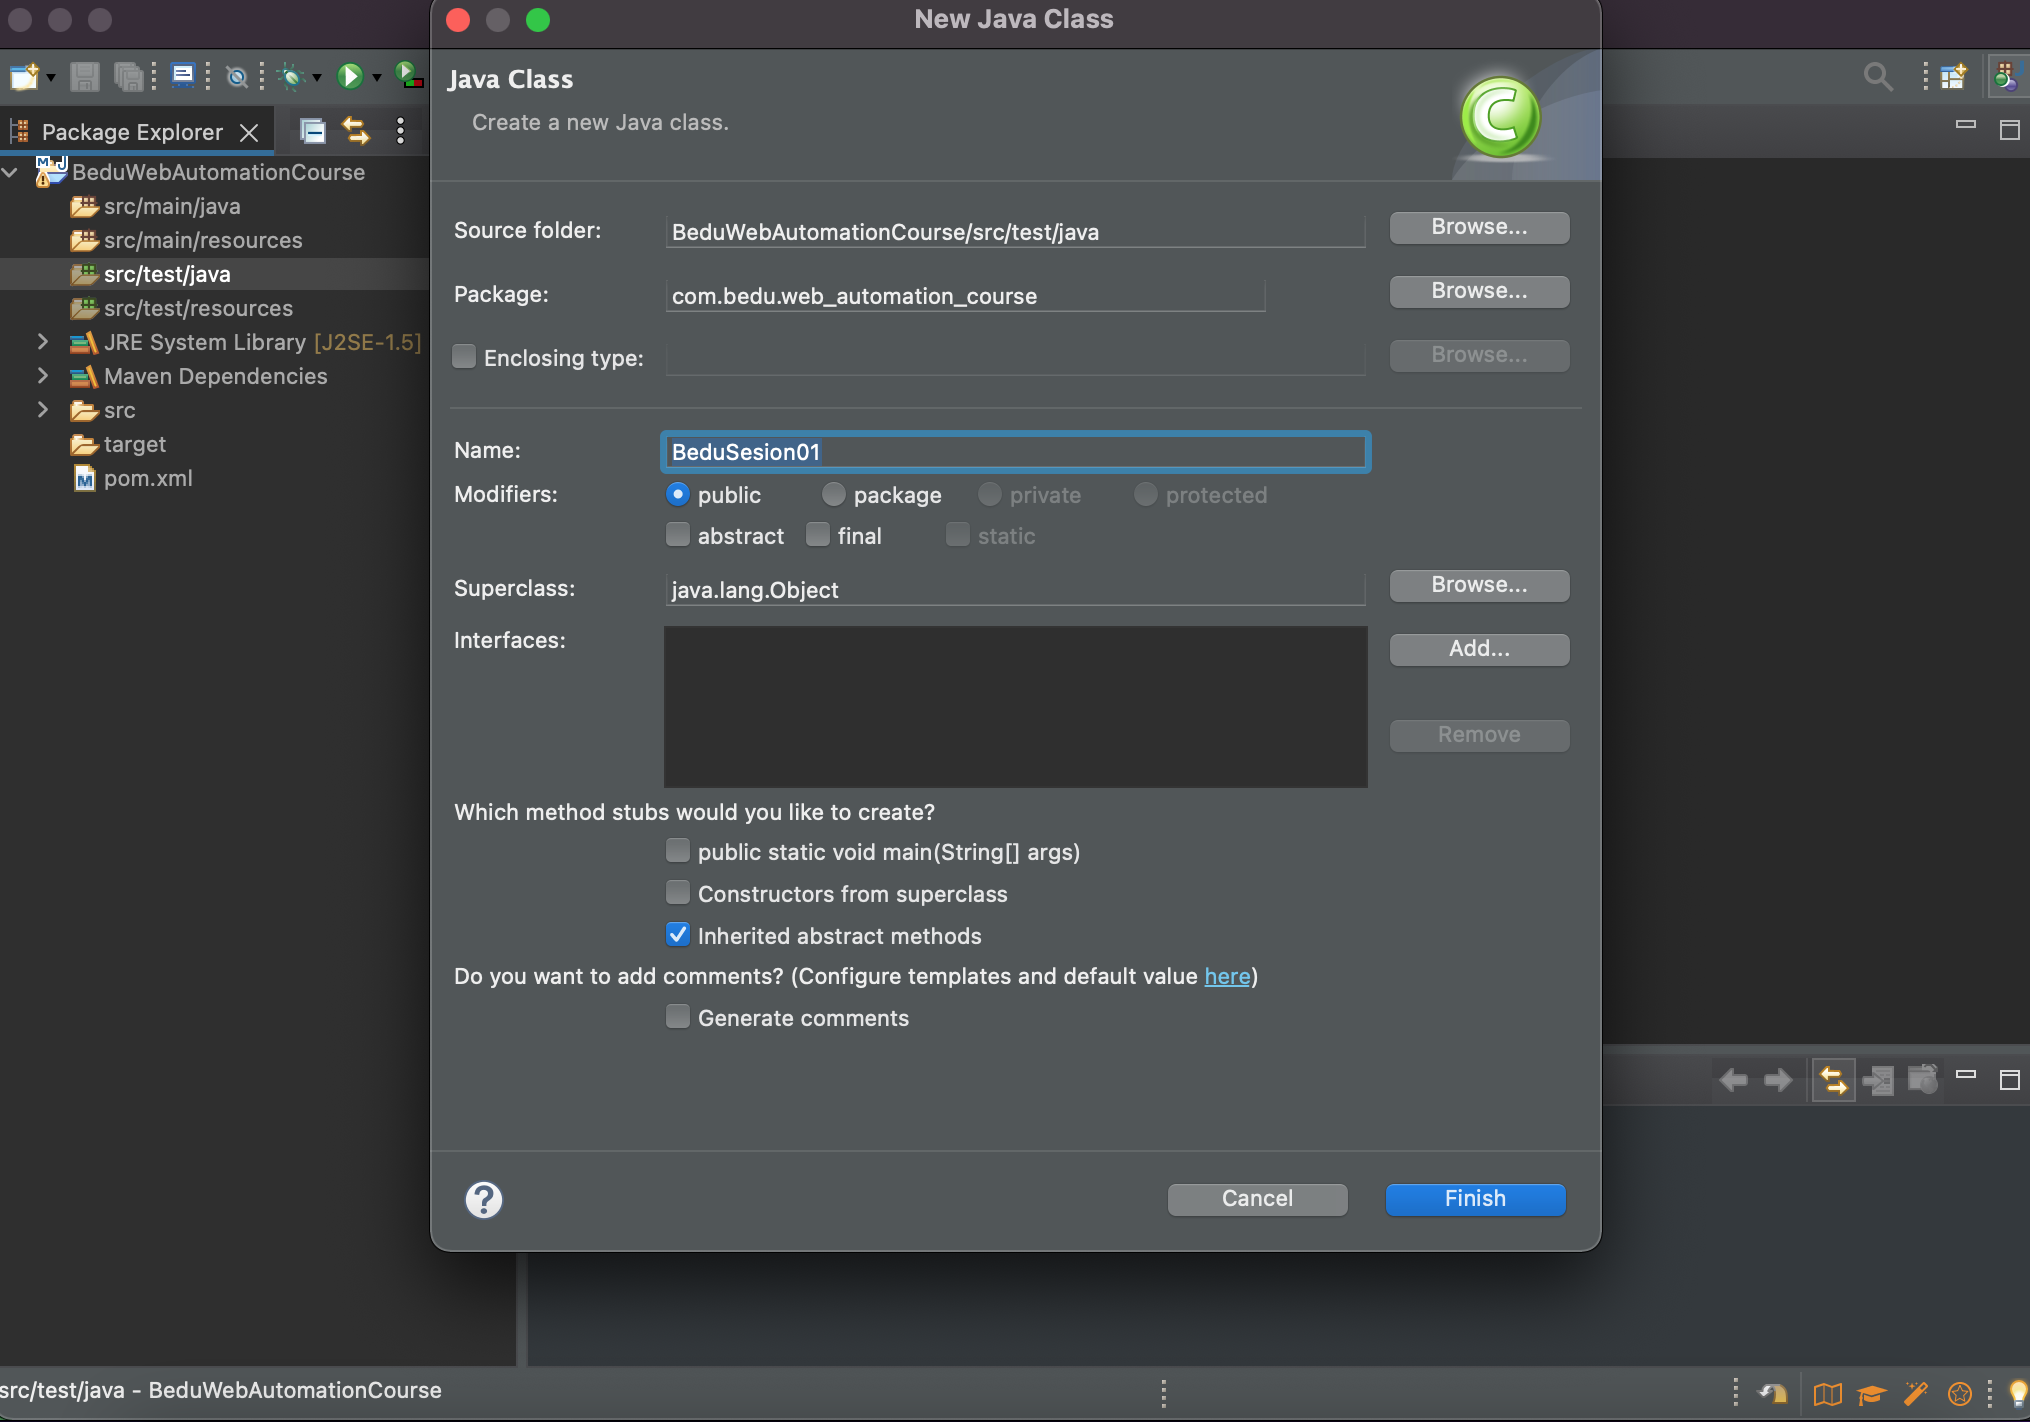 New Java Class
Java Class
Create a new Java class.
Package Explorer
BeduWebAutomationCourse
src/main/java
src/main/resources
src/test/java
src/test/resources
JRE System Library [J2SE-1.5]
Maven Dependencies
src
target
pom.xml
Source folder: BeduWebAutomationCourse/src/test/java Browse...
Package: com.bedu.web_automation_course Browse...
Enclosing type: Browse...
Name: BeduSesion01
Modifiers: public package private protected
abstract final static
Superclass: java.lang.Object Browse...
Interfaces: Add...
Remove
Which method stubs would you like to create?
public static void main(String[] args)
Constructors from superclass
Inherited abstract methods
Do you want to add comments? (Configure templates and default value here)
Generate comments
Cancel Finish
src/test/java - BeduWebAutomationCourse